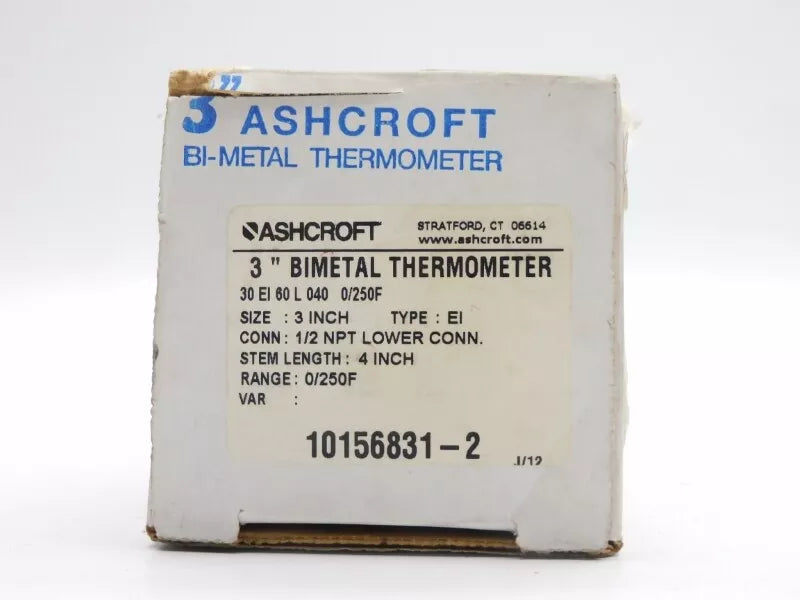 3" ASHCROFT
BI-METAL THERMOMETER
ASHCROFT
STRATFORD, CT 06614
www.ashcroft.com
3 " BIMETAL THERMOMETER
30 EI 60 L 040 0/250F
SIZE : 3 INCH TYPE : EI
CONN : 1/2 NPT LOWER CONN.
STEM LENGTH : 4 INCH
RANGE : 0/250F
VAR :
10156831-2
J/12